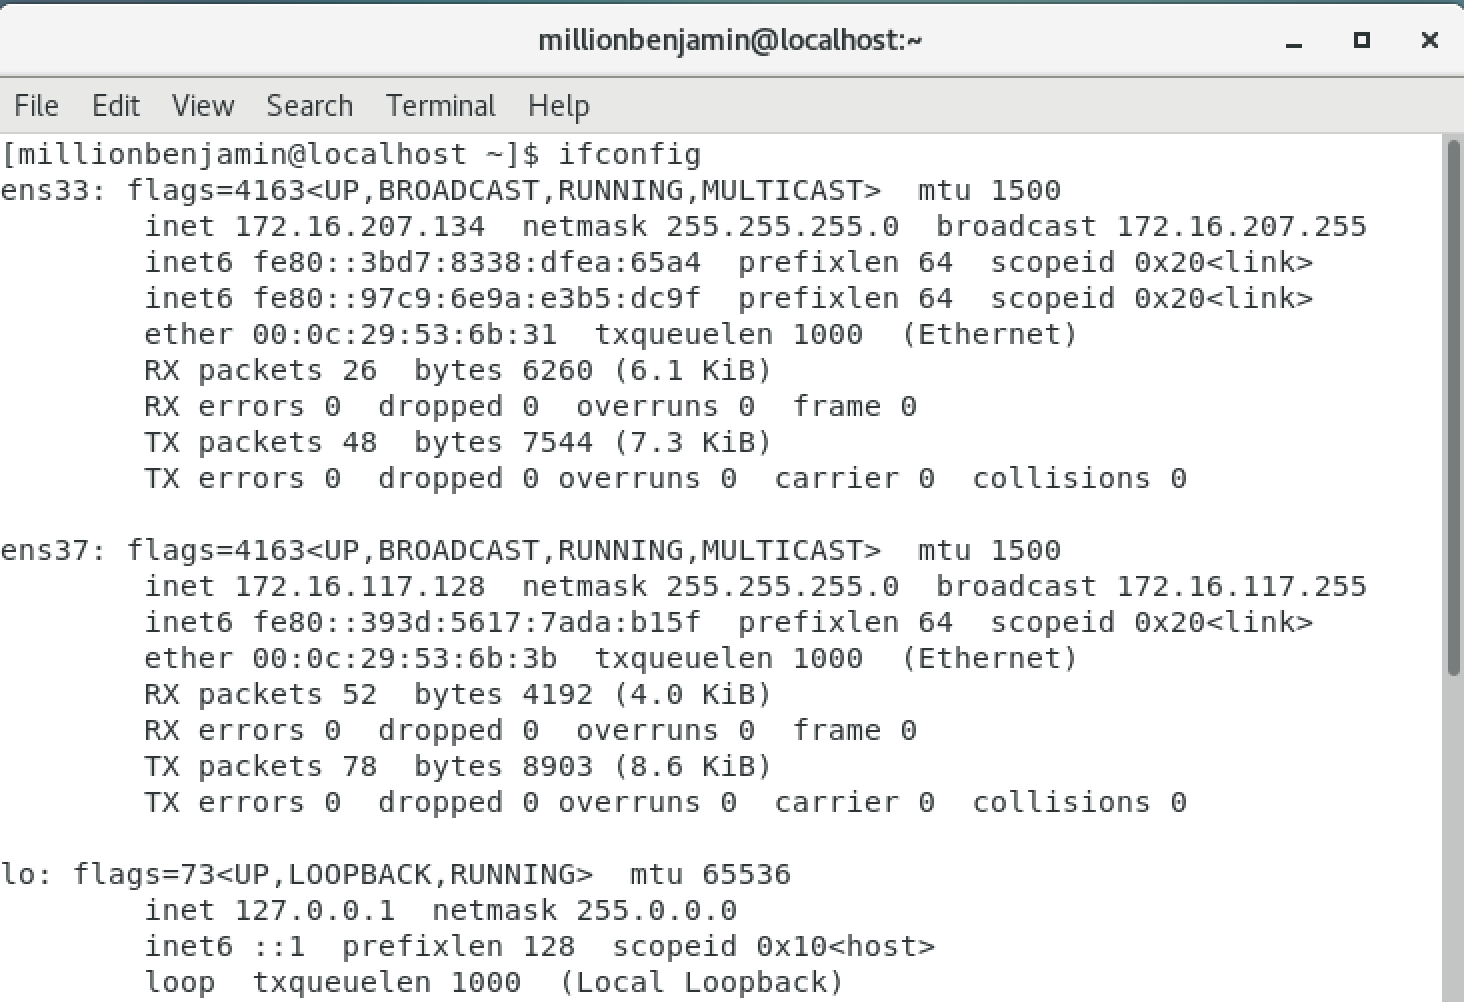 millionbenjamin@localhost:~
File Edit View Search Terminal Help
[millionbenjamin@localhost ~]$ ifconfig
ens33: flags=4163<UP,BROADCAST,RUNNING,MULTICAST>  mtu 1500
        inet 172.16.207.134  netmask 255.255.255.0  broadcast 172.16.207.255
        inet6 fe80::3bd7:8338:dfea:65a4  prefixlen 64  scopeid 0x20<link>
        inet6 fe80::97c9:6e9a:e3b5:dc9f  prefixlen 64  scopeid 0x20<link>
        ether 00:0c:29:53:6b:31  txqueuelen 1000  (Ethernet)
        RX packets 26  bytes 6260 (6.1 KiB)
        RX errors 0  dropped 0  overruns 0  frame 0
        TX packets 48  bytes 7544 (7.3 KiB)
        TX errors 0  dropped 0 overruns 0  carrier 0  collisions 0

ens37: flags=4163<UP,BROADCAST,RUNNING,MULTICAST>  mtu 1500
        inet 172.16.117.128  netmask 255.255.255.0  broadcast 172.16.117.255
        inet6 fe80::393d:5617:7ada:b15f  prefixlen 64  scopeid 0x20<link>
        ether 00:0c:29:53:6b:3b  txqueuelen 1000  (Ethernet)
        RX packets 52  bytes 4192 (4.0 KiB)
        RX errors 0  dropped 0  overruns 0  frame 0
        TX packets 78  bytes 8903 (8.6 KiB)
        TX errors 0  dropped 0 overruns 0  carrier 0  collisions 0

lo: flags=73<UP,LOOPBACK,RUNNING>  mtu 65536
        inet 127.0.0.1  netmask 255.0.0.0
        inet6 ::1  prefixlen 128  scopeid 0x10<host>
        loop  txqueuelen 1000  (Local Loopback)